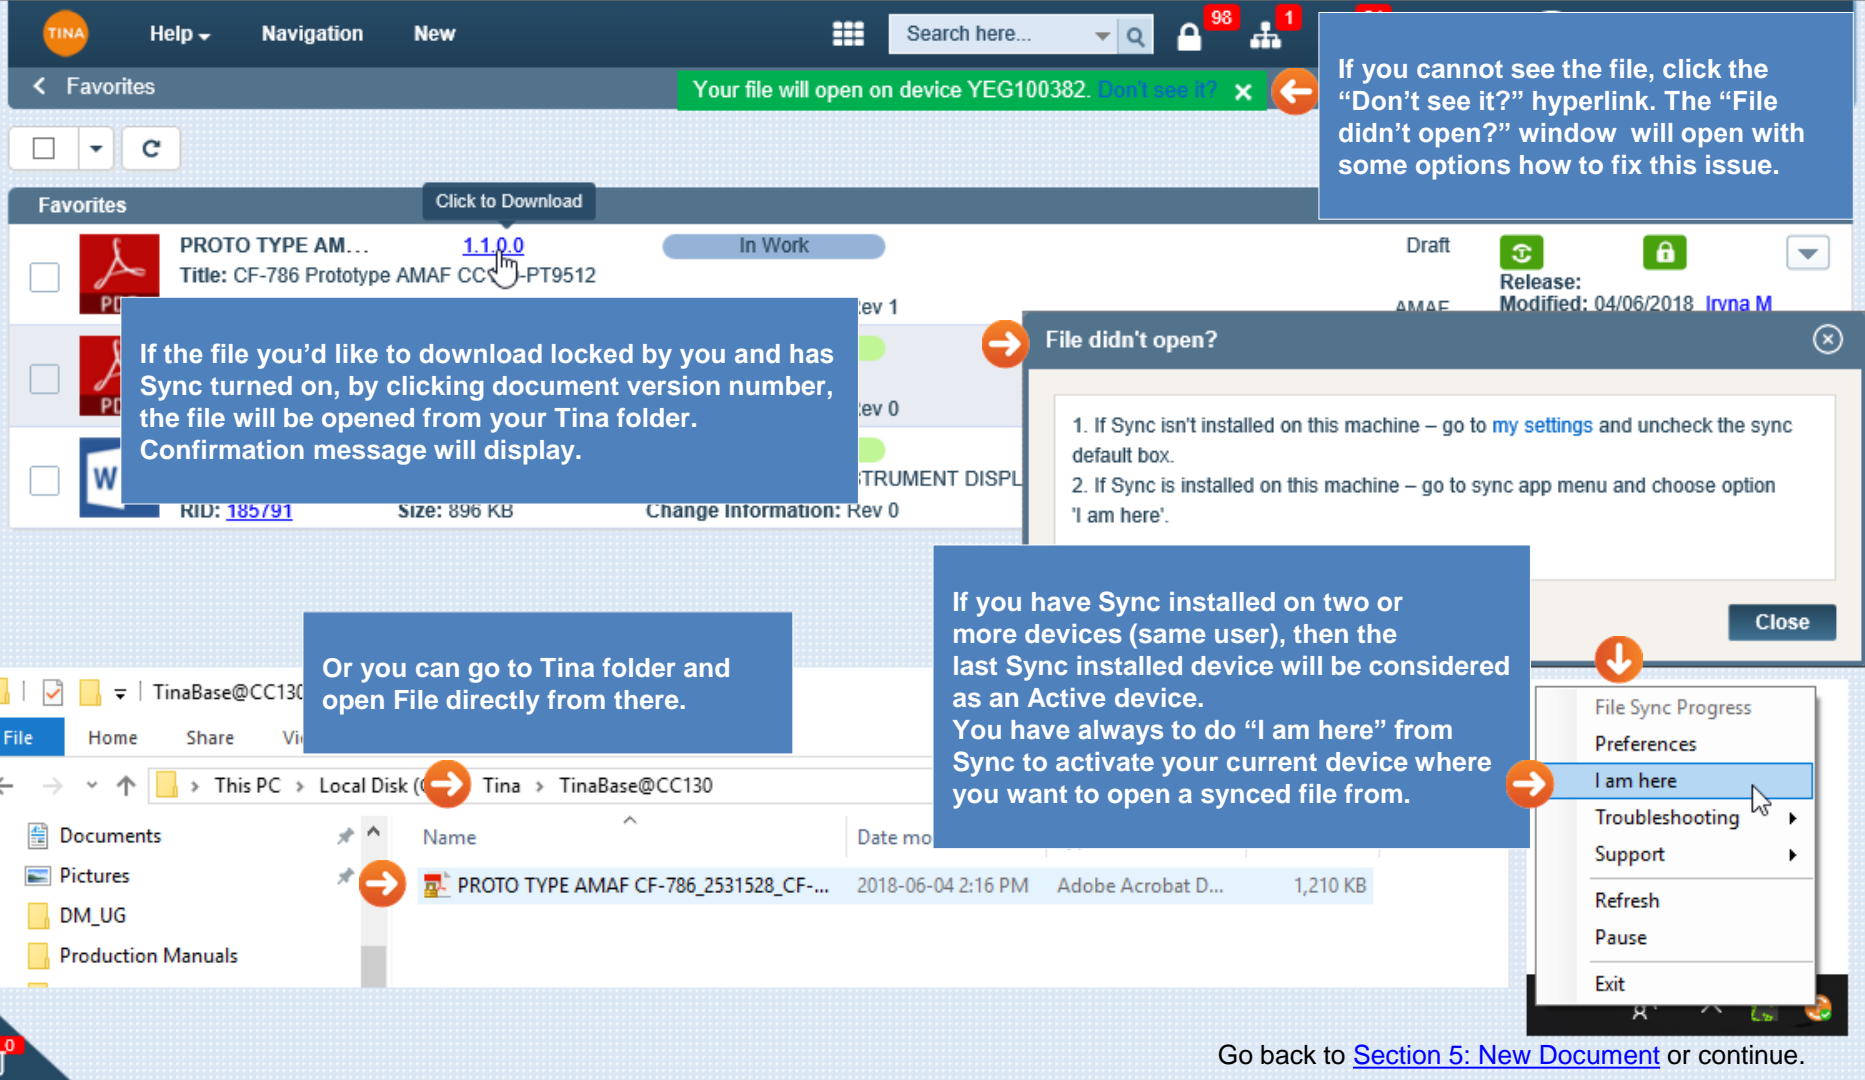 TINA
Help
Navigation
New
Search here...
98
1
Favorites
Your file will open on device YEG100382. Don't see it?
If you cannot see the file, click the
“Don’t see it?” hyperlink. The “File
didn’t open?” window will open with
some options how to fix this issue.
Favorites
Click to Download
PROTO TYPE AM...
1.1.0.0
In Work
Draft
Title: CF-786 Prototype AMAF
-PT9512
Release:
Rev 1
AMAF
Modified: 04/06/2018 Iryna M
If the file you’d like to download locked by you and has
Sync turned on, by clicking document version number,
the file will be opened from your Tina folder.
Confirmation message will display.
Rev 0
W
TRUMENT DISPL
RID: 185791
Size: 896 KB
Change Information: Rev 0
File didn't open?
1. If Sync isn't installed on this machine – go to my settings and uncheck the sync
default box.
2. If Sync is installed on this machine – go to sync app menu and choose option
'I am here'.
Close
If you have Sync installed on two or
more devices (same user), then the
last Sync installed device will be considered
as an Active device.
You have always to do “I am here” from
Sync to activate your current device where
you want to open a synced file from.
Or you can go to Tina folder and
open File directly from there.
TinaBase@CC130
File
Home
Share
Vi
This PC
Local Disk (
Tina
TinaBase@CC130
Documents
Pictures
DM_UG
Production Manuals
Name
Date mo
PROTO TYPE AMAF CF-786_2531528_CF-...
2018-06-04 2:16 PM
Adobe Acrobat D...
1,210 KB
File Sync Progress
Preferences
I am here
Troubleshooting
Support
Refresh
Pause
Exit
0
Go back to Section 5: New Document or continue.